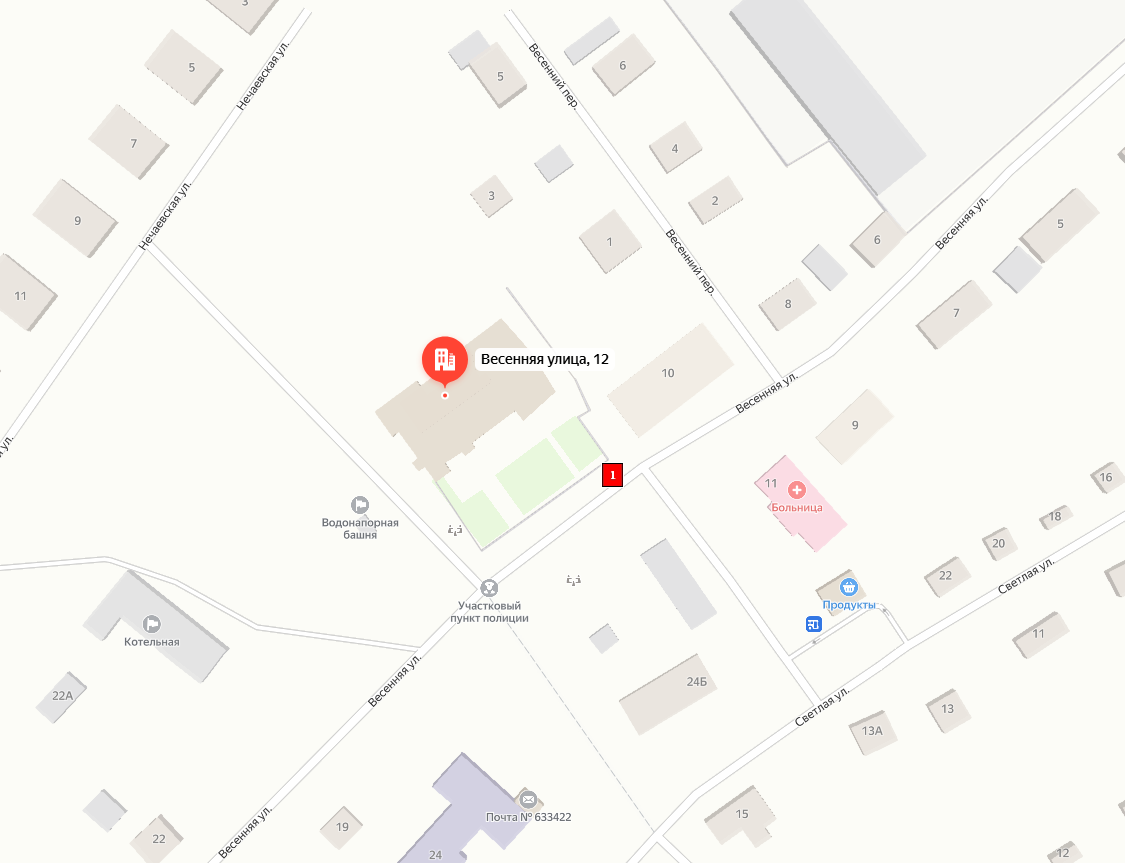 3
5
Нечаевская ул.
7
9
Нечаевская ул.
11
5
Весенний пер.
6
4
3
2
1
Весенний пер.
6
Весенняя ул.
5
8
7
Весенняя улица, 12
10
Весенняя ул.
9
11
Больница
1
16
18
20
22
Светлая ул.
Водонапорная
башня
Участковый
пункт полиции
Продукты
11
Котельная
22А
Весенняя ул.
24Б
Светлая ул.
13
13А
Почта № 633422
15
19
22
Весенняя ул.
24
12